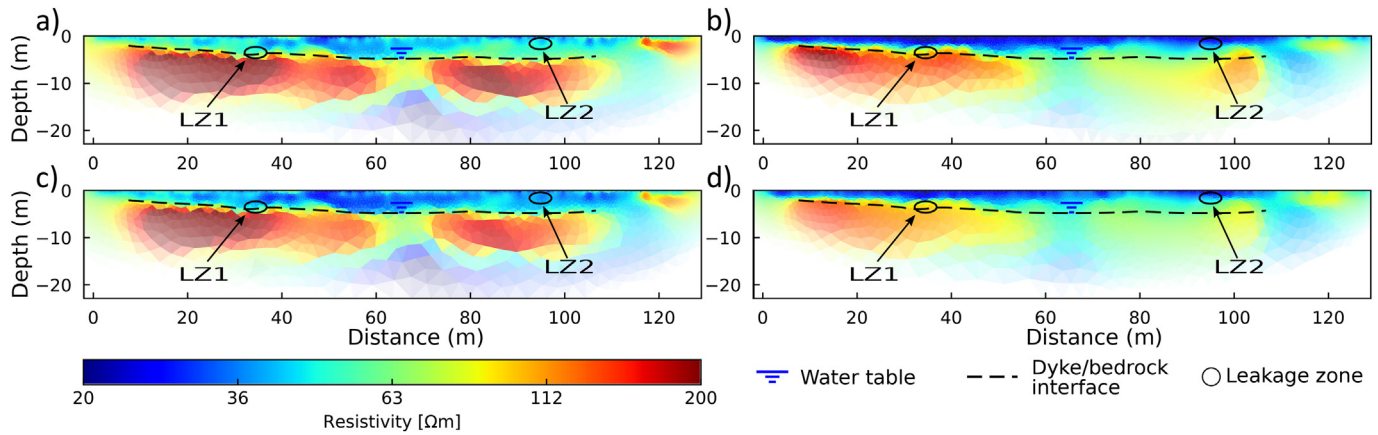 a)
b)
Depth (m)
0
−10
−20
LZ1
LZ2
0 20 40 60 80 100 120
0
−10
−20
LZ1
LZ2
0 20 40 60 80 100 120
c)
d)
Depth (m)
0
−10
−20
LZ1
LZ2
0 20 40 60 80 100 120
Distance (m)
0
−10
−20
LZ1
LZ2
0 20 40 60 80 100 120
Distance (m)
20 36 63 112 200
Resistivity [Ωm]
Water table
Dyke/bedrock
interface
Leakage zone